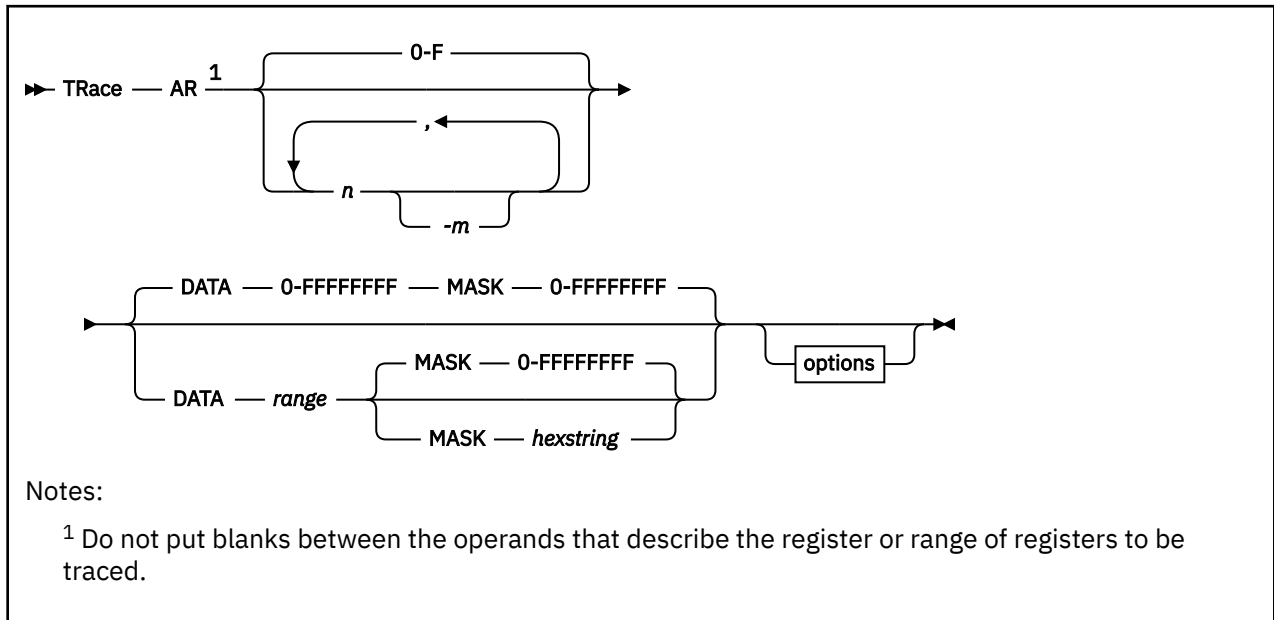 0-F
TRace AR 1
,
n
-m
DATA 0-FFFFFFFF MASK 0-FFFFFFFF
options
MASK 0-FFFFFFFF
DATA range
MASK hexstring
Notes:
1 Do not put blanks between the operands that describe the register or range of registers to be
traced.